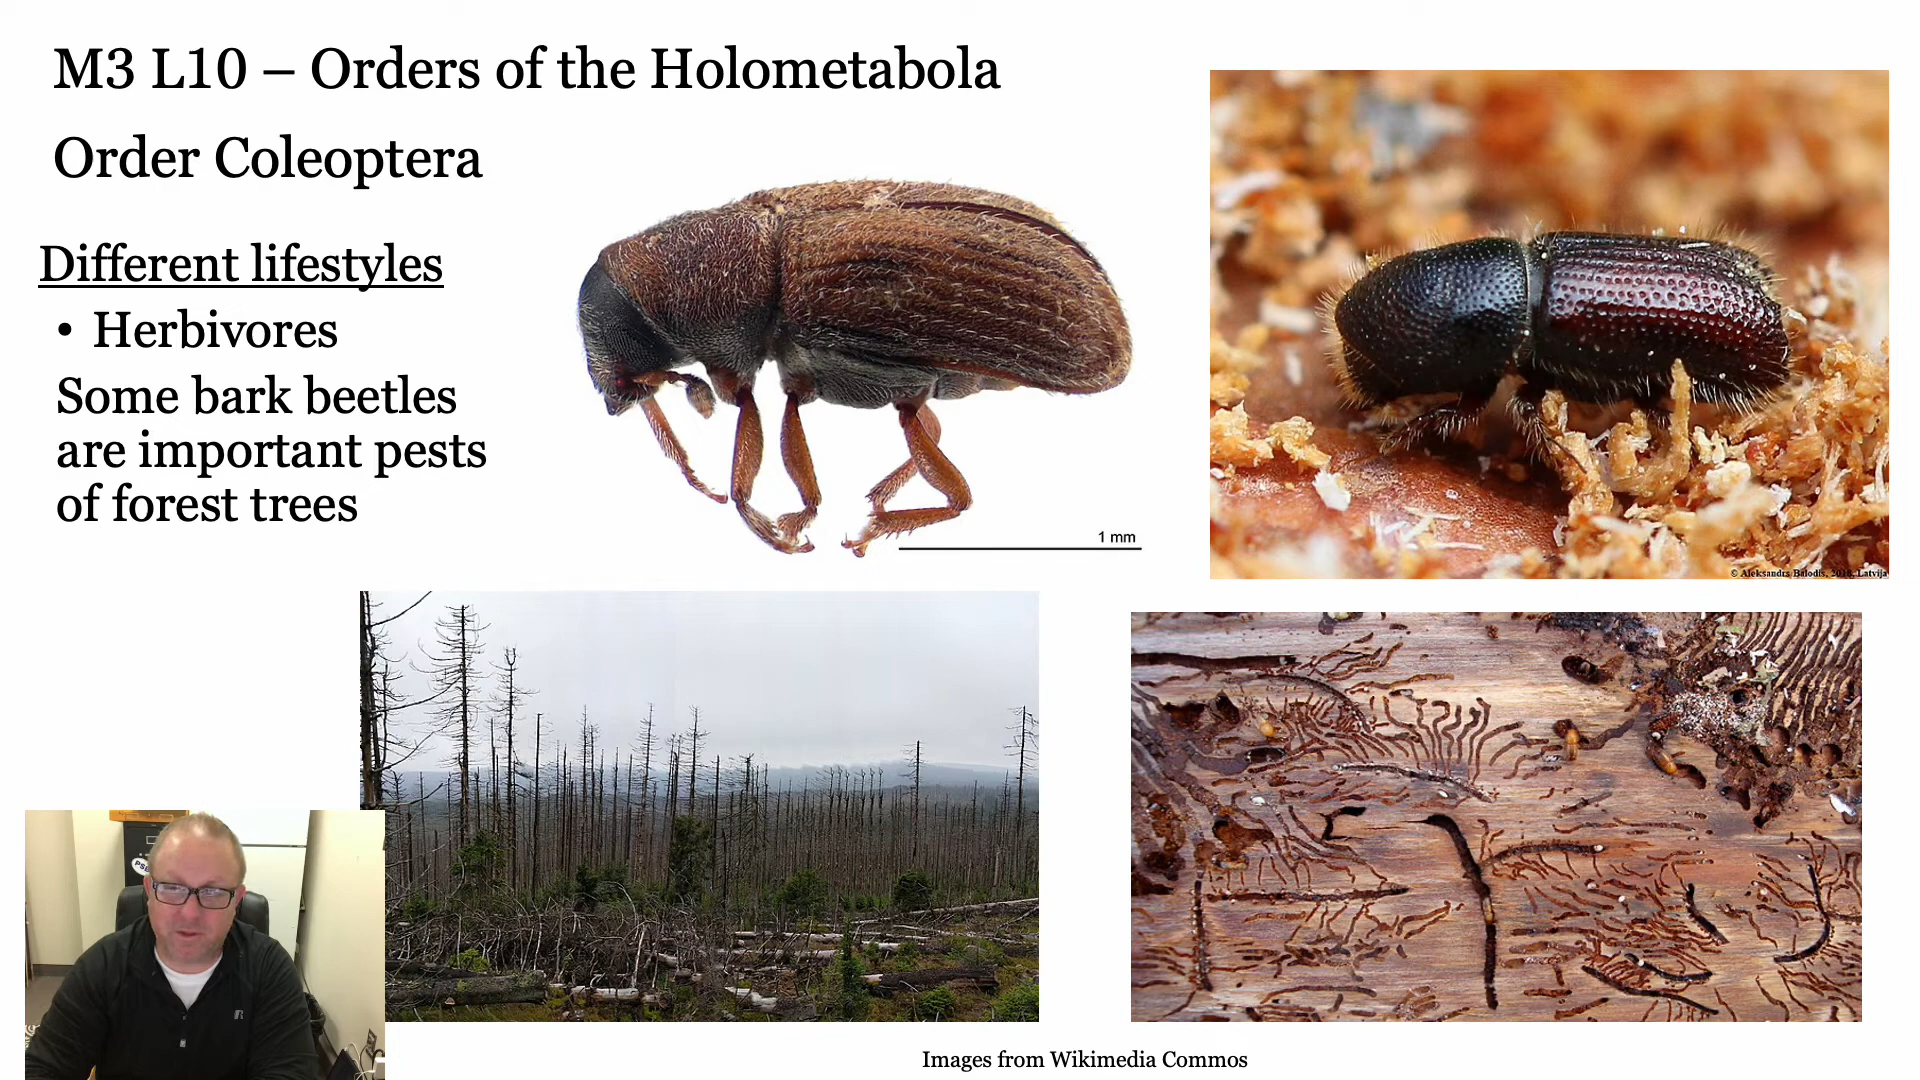 M3 L10 – Orders of the Holometabola
Order Coleoptera
Different lifestyles
• Herbivores
Some bark beetles
are important pests
of forest trees
1 mm
© Aleksandrs Balodis, Latvija
Images from Wikimedia Commos